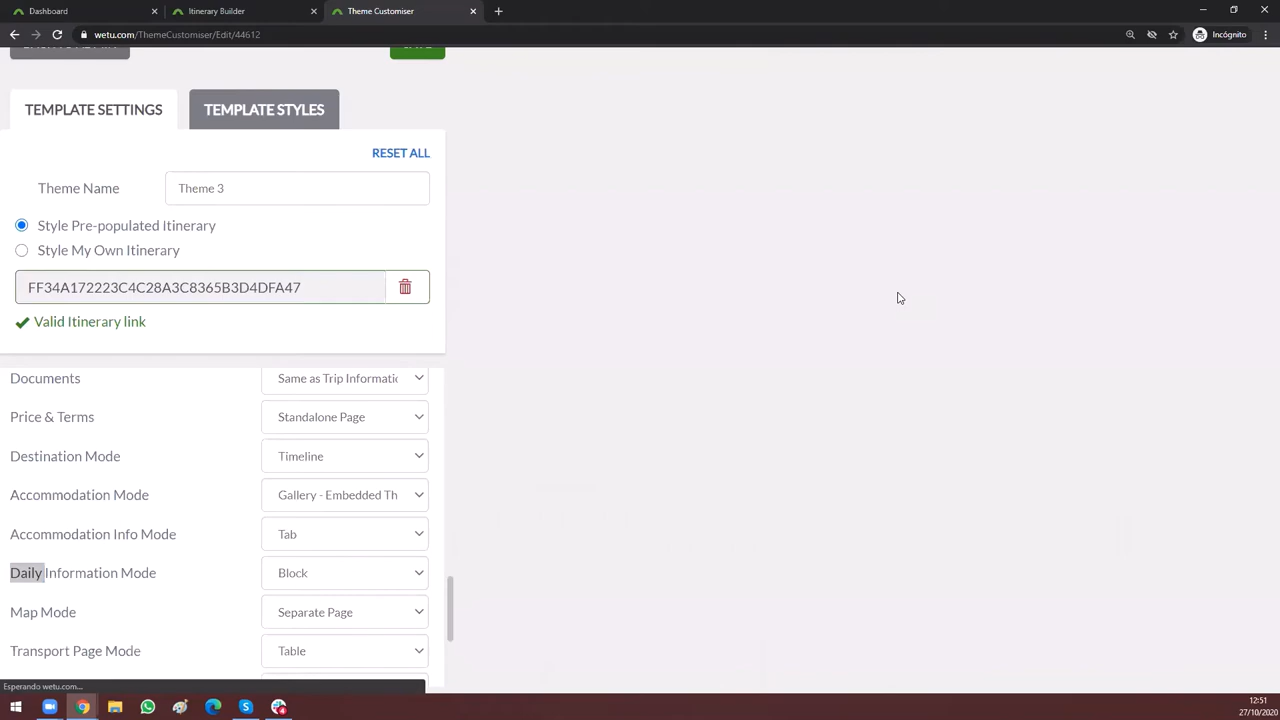 Dashboard
Itinerary Builder
Theme Customiser
wetu.com/ThemeCustomiser/Edit/44612
Incógnito
TEMPLATE SETTINGS
TEMPLATE STYLES
RESET ALL
Theme Name
Theme 3
Style Pre-populated Itinerary
Style My Own Itinerary
FF34A172223C4C28A3C8365B3D4DFA47
Valid Itinerary link
Documents
Same as Trip Informatic
Price & Terms
Standalone Page
Destination Mode
Timeline
Accommodation Mode
Gallery - Embedded Th
Accommodation Info Mode
Tab
Daily Information Mode
Block
Map Mode
Separate Page
Transport Page Mode
Table
Esperando wetu.com...
12:51
27/10/2020